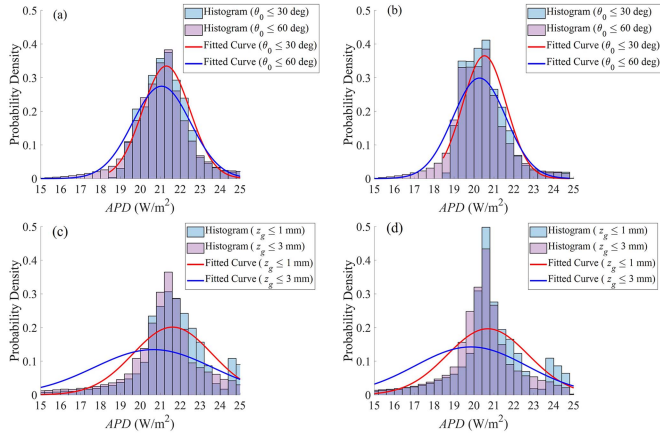 (a)
Histogram (θ0 ≤ 30 deg)
Histogram (θ0 ≤ 60 deg)
Fitted Curve (θ0 ≤ 30 deg)
Fitted Curve (θ0 ≤ 60 deg)
Probability Density
0.5
0.4
0.3
0.2
0.1
0
15 16 17 18 19 20 21 22 23 24 25
APD (W/m²)
(b)
Histogram (θ0 ≤ 30 deg)
Histogram (θ0 ≤ 60 deg)
Fitted Curve (θ0 ≤ 30 deg)
Fitted Curve (θ0 ≤ 60 deg)
Probability Density
0.5
0.4
0.3
0.2
0.1
0
15 16 17 18 19 20 21 22 23 24 25
APD (W/m²)
(c)
Histogram (zg ≤ 1 mm)
Histogram (zg ≤ 3 mm)
Fitted Curve (zg ≤ 1 mm)
Fitted Curve (zg ≤ 3 mm)
Probability Density
0.5
0.4
0.3
0.2
0.1
0
15 16 17 18 19 20 21 22 23 24 25
APD (W/m²)
(d)
Histogram (zg ≤ 1 mm)
Histogram (zg ≤ 3 mm)
Fitted Curve (zg ≤ 1 mm)
Fitted Curve (zg ≤ 3 mm)
Probability Density
0.5
0.4
0.3
0.2
0.1
0
15 16 17 18 19 20 21 22 23 24 25
APD (W/m²)